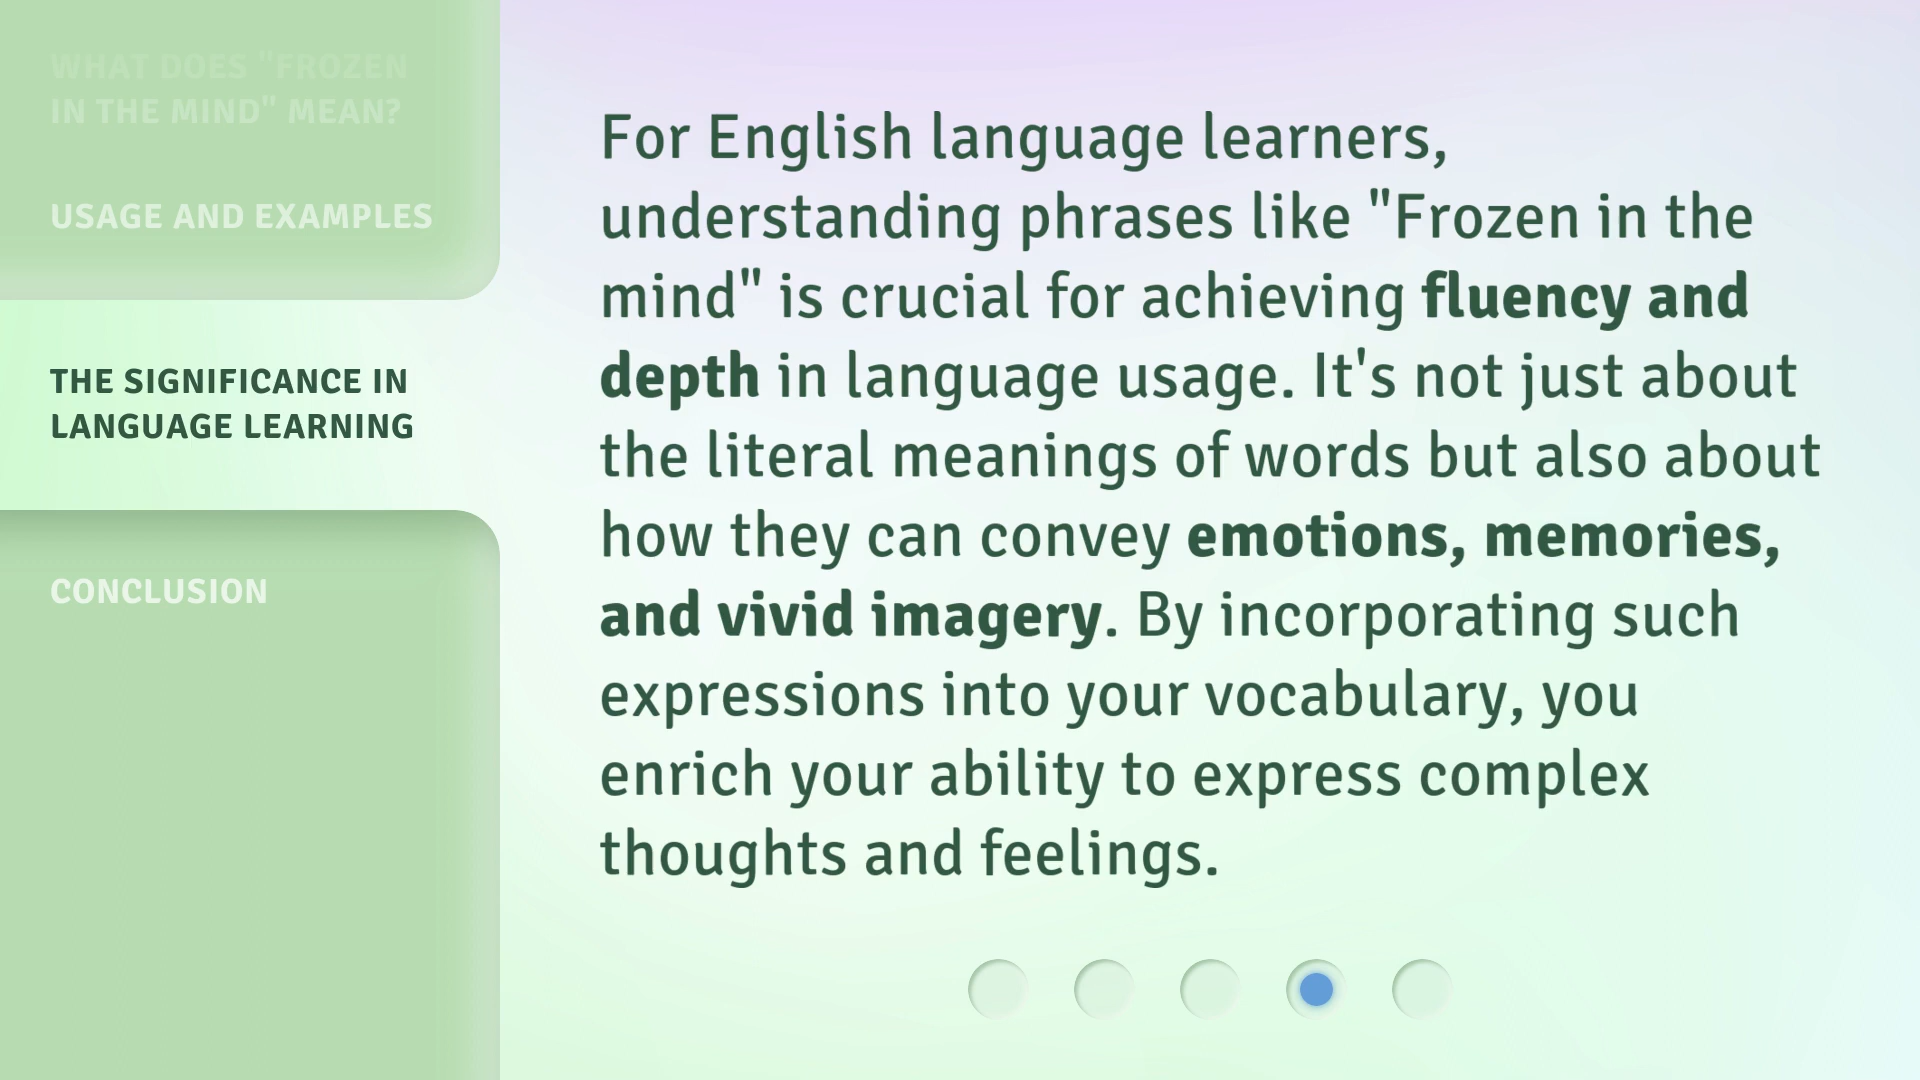 WHAT DOES "FROZEN
IN THE MIND" MEAN?
USAGE AND EXAMPLES
THE SIGNIFICANCE IN
LANGUAGE LEARNING
CONCLUSION
For English language learners,
understanding phrases like "Frozen in the
mind" is crucial for achieving fluency and
depth in language usage. It's not just about
the literal meanings of words but also about
how they can convey emotions, memories,
and vivid imagery. By incorporating such
expressions into your vocabulary, you
enrich your ability to express complex
thoughts and feelings.